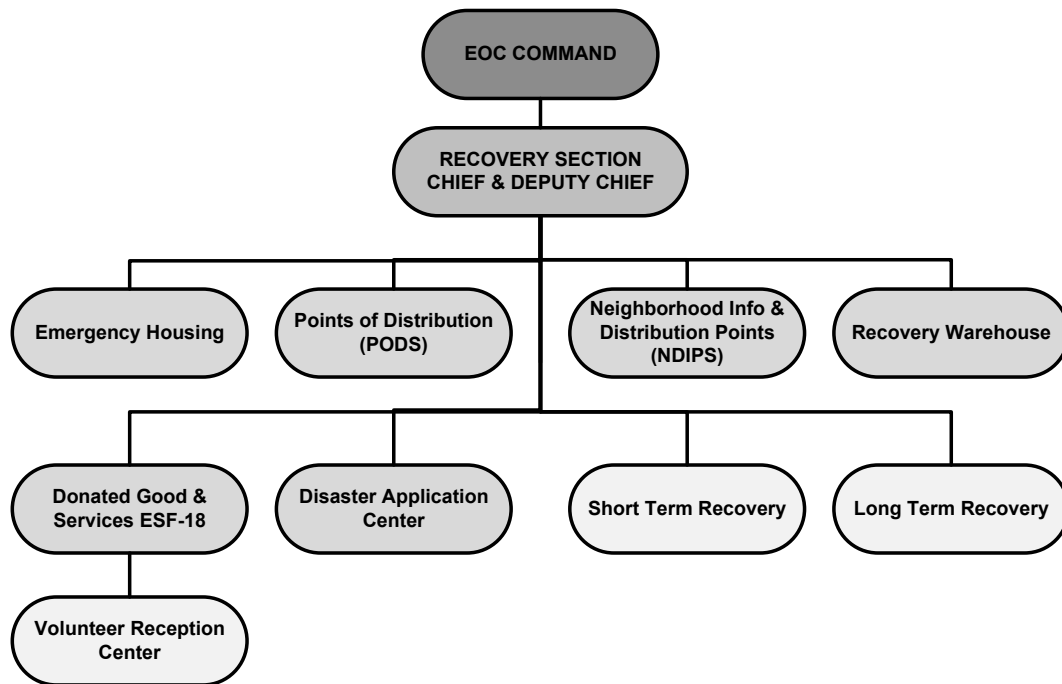 EOC COMMAND
RECOVERY SECTION
CHIEF & DEPUTY CHIEF
Emergency Housing
Points of Distribution
(PODS)
Neighborhood Info &
Distribution Points
(NDIPS)
Recovery Warehouse
Donated Good &
Services ESF-18
Disaster Application
Center
Short Term Recovery
Long Term Recovery
Volunteer Reception
Center